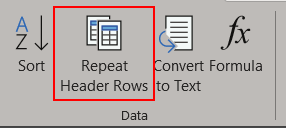 A
Z
fx
Sort
Repeat
Header Rows
Convert
to Text
Formula
Data